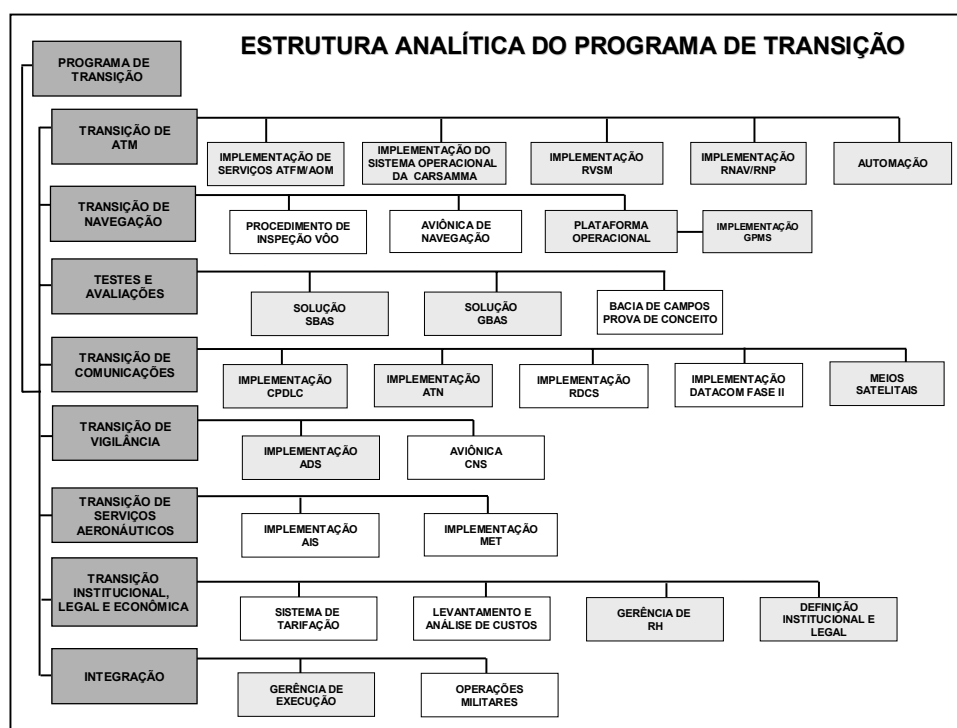 ESTRUTURA ANALÍTICA DO PROGRAMA DE TRANSIÇÃO
PROGRAMA DE
TRANSIÇÃO
TRANSIÇÃO DE
ATM
IMPLEMENTAÇÃO DE
SERVIÇOS ATFM/AOM
IMPLEMENTAÇÃO DO
SISTEMA OPERACIONAL
DA CARSAMMA
IMPLEMENTAÇÃO
RVSM
IMPLEMENTAÇÃO
RNAV/RNP
AUTOMAÇÃO
TRANSIÇÃO DE
NAVEGAÇÃO
PROCEDIMENTO DE
INSPEÇÃO VÔO
AVIÔNICA DE
NAVEGAÇÃO
PLATAFORMA
OPERACIONAL
IMPLEMENTAÇÃO
GPMS
TESTES E
AVALIAÇÕES
SOLUÇÃO
SBAS
SOLUÇÃO
GBAS
BACIA DE CAMPOS
PROVA DE CONCEITO
TRANSIÇÃO DE
COMUNICAÇÕES
IMPLEMENTAÇÃO
CPDLC
IMPLEMENTAÇÃO
ATN
IMPLEMENTAÇÃO
RDCS
IMPLEMENTAÇÃO
DATACOM FASE II
MEIOS
SATELITAIS
TRANSIÇÃO DE
VIGILÂNCIA
IMPLEMENTAÇÃO
ADS
AVIÔNICA
CNS
TRANSIÇÃO DE
SERVIÇOS
AERONÁUTICOS
IMPLEMENTAÇÃO
AIS
IMPLEMENTAÇÃO
MET
TRANSIÇÃO
INSTITUCIONAL,
LEGAL E ECONÔMICA
SISTEMA DE
TARIFAÇÃO
LEVANTAMENTO E
ANÁLISE DE CUSTOS
GERÊNCIA DE
RH
DEFINIÇÃO
INSTITUCIONAL E
LEGAL
INTEGRAÇÃO
GERÊNCIA DE
EXECUÇÃO
OPERAÇÕES
MILITARES